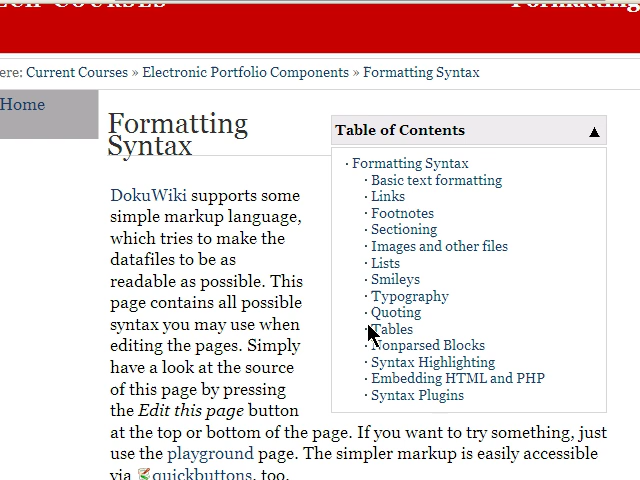 COURSES
Formatting
ere: Current Courses » Electronic Portfolio Components » Formatting Syntax
Home
Formatting
Syntax
Table of Contents
· Formatting Syntax
· Basic text formatting
· Links
· Footnotes
· Sectioning
· Images and other files
· Lists
· Smileys
· Typography
· Quoting
Tables
Nonparsed Blocks
· Syntax Highlighting
· Embedding HTML and PHP
· Syntax Plugins
DokuWiki supports some
simple markup language,
which tries to make the
datafiles to be as
readable as possible. This
page contains all possible
syntax you may use when
editing the pages. Simply
have a look at the source
of this page by pressing
the Edit this page button
at the top or bottom of the page. If you want to try something, just
use the playground page. The simpler markup is easily accessible
via quickbuttons, too.